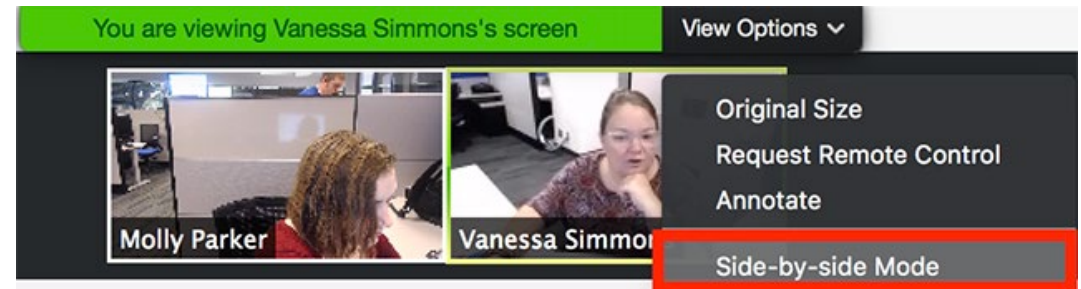 You are viewing Vanessa Simmons's screen
View Options
Original Size
Request Remote Control
Annotate
Molly Parker
Vanessa Simmon
Side-by-side Mode